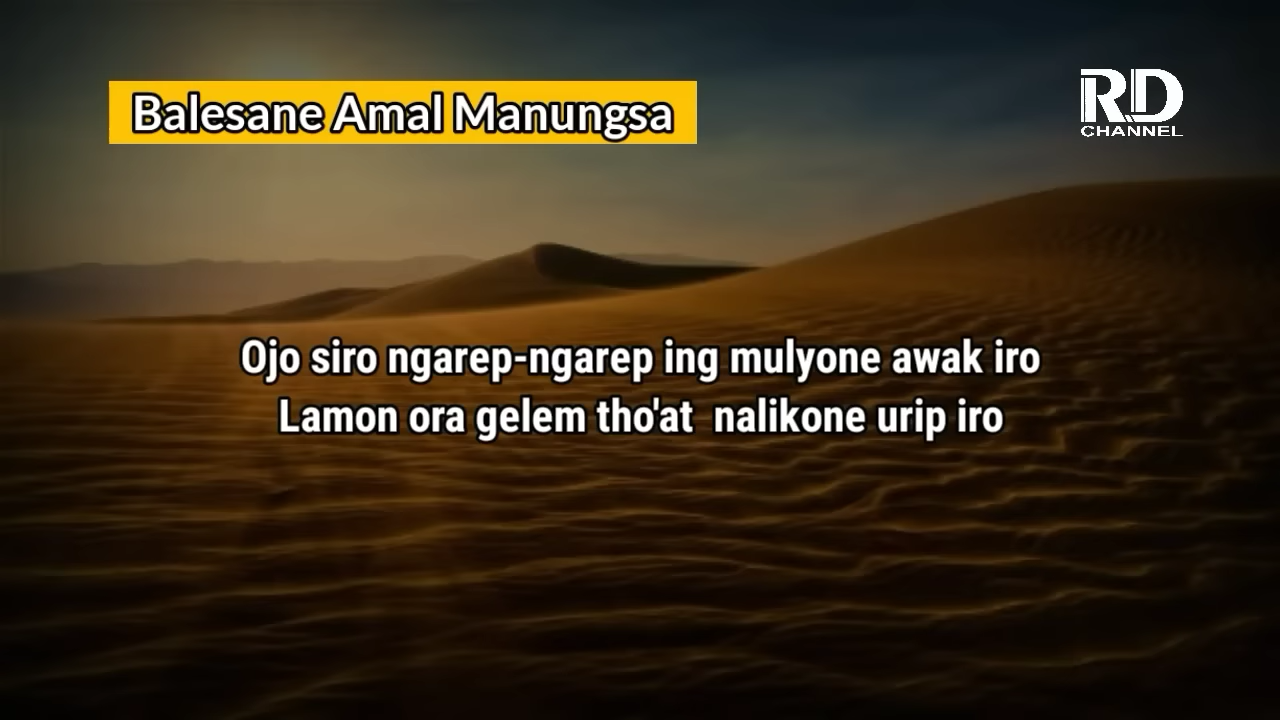 Balesane Amal Manungsa
RD
CHANNEL
Ojo siro ngarep-ngarep ing mulyone awak iro
Lamon ora gelem tho'at nalikone urip iro